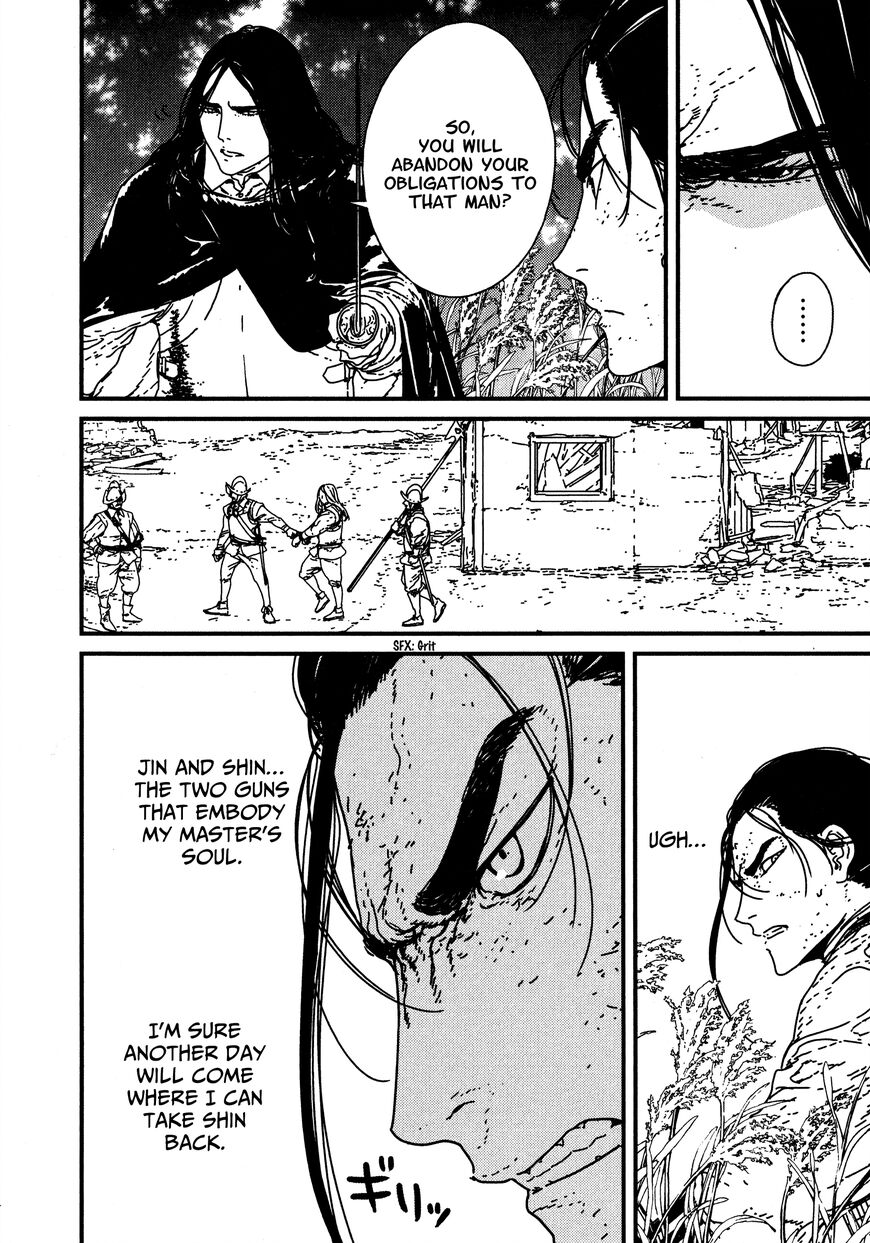 ......
SO,
YOU WILL
ABANDON YOUR
OBLIGATIONS TO
THAT MAN?
SFX: Grit
UGH...
JIN AND SHIN...
THE TWO GUNS
THAT EMBODY
MY MASTER'S
SOUL.
I'M SURE
ANOTHER DAY
WILL COME
WHERE I CAN
TAKE SHIN
BACK.
ギリッ